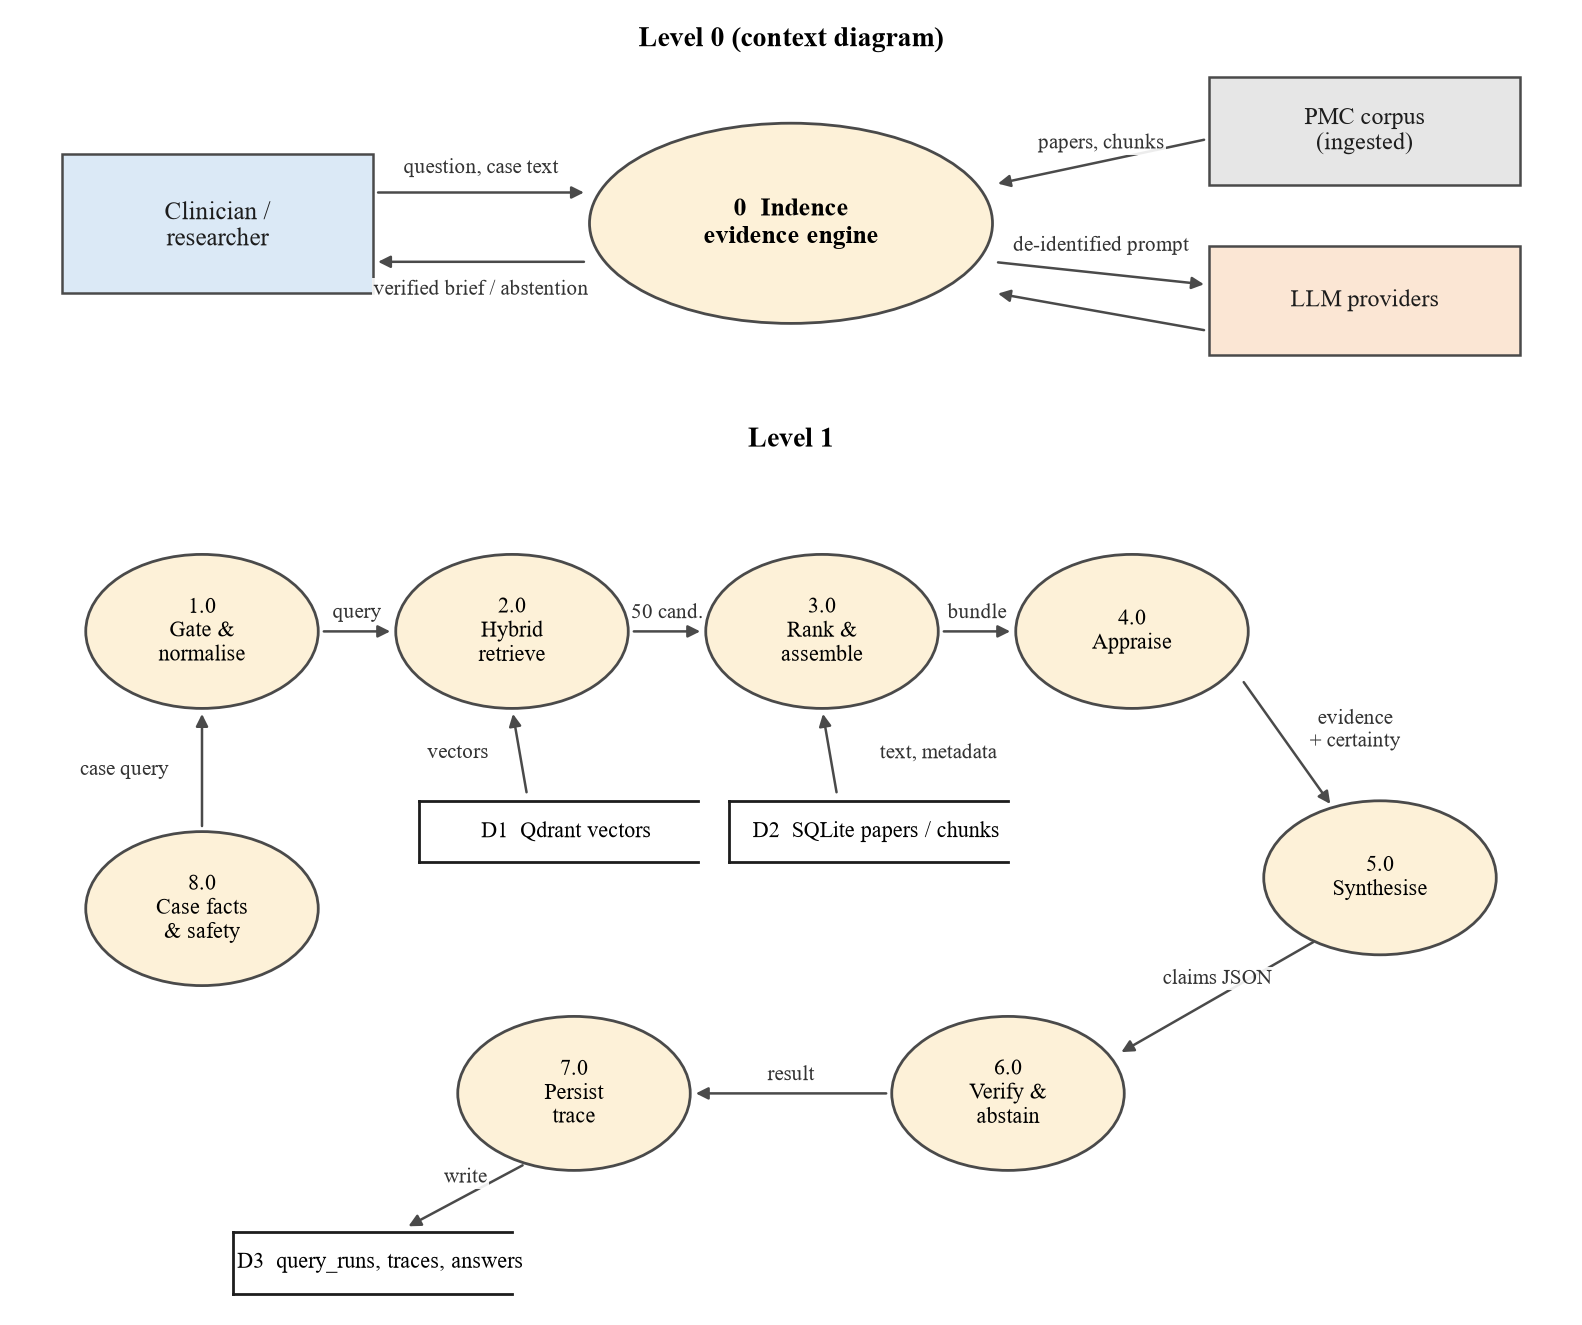 Level 0 (context diagram)
PMC corpus
(ingested)
papers, chunks
question, case text
Clinician /
researcher
0  Indence
evidence engine
de-identified prompt
verified brief / abstention
LLM providers
Level 1
1.0
Gate &
normalise
query
2.0
Hybrid
retrieve
50 cand.
3.0
Rank &
assemble
bundle
4.0
Appraise
evidence
+ certainty
case query
vectors
text, metadata
D1  Qdrant vectors
D2  SQLite papers / chunks
8.0
Case facts
& safety
5.0
Synthesise
claims JSON
7.0
Persist
trace
result
6.0
Verify &
abstain
write
D3  query_runs, traces, answers